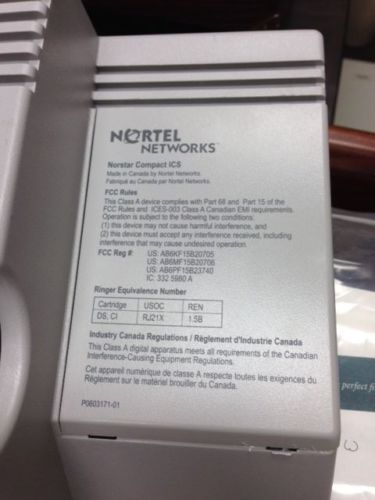 NORTEL
NETWORKS
Norstar Compact ICS
Made in Canada by Nortel Networks.
Fabriqué au Canada par Nortel Networks.
FCC Rules
This Class A device complies with Part 68 and Part 15 of the
FCC Rules and ICES-003 Class A Canadian EMI requirements.
Operation is subject to the following two conditions:
(1) this device may not cause harmful interference, and
(2) this device must accept any interference received, including
interference that may cause undesired operation.
FCC Reg #: US: AB6KF15B20705
US: AB6MF15B20706
US: AB6PF15B23740
IC: 332 5980 A
Ringer Equivalence Number
Cartridge USOC REN
DS, CI RJ21X 1.5B
Industry Canada Regulations / Règlement d'Industrie Canada
This Class A digital apparatus meets all requirements of the Canadian
Interference-Causing Equipment Regulations.
Cet appareil numérique de classe A respecte toutes les exigences du
Règlement sur le matériel brouilleur du Canada.
P0603171-01
perfect fi